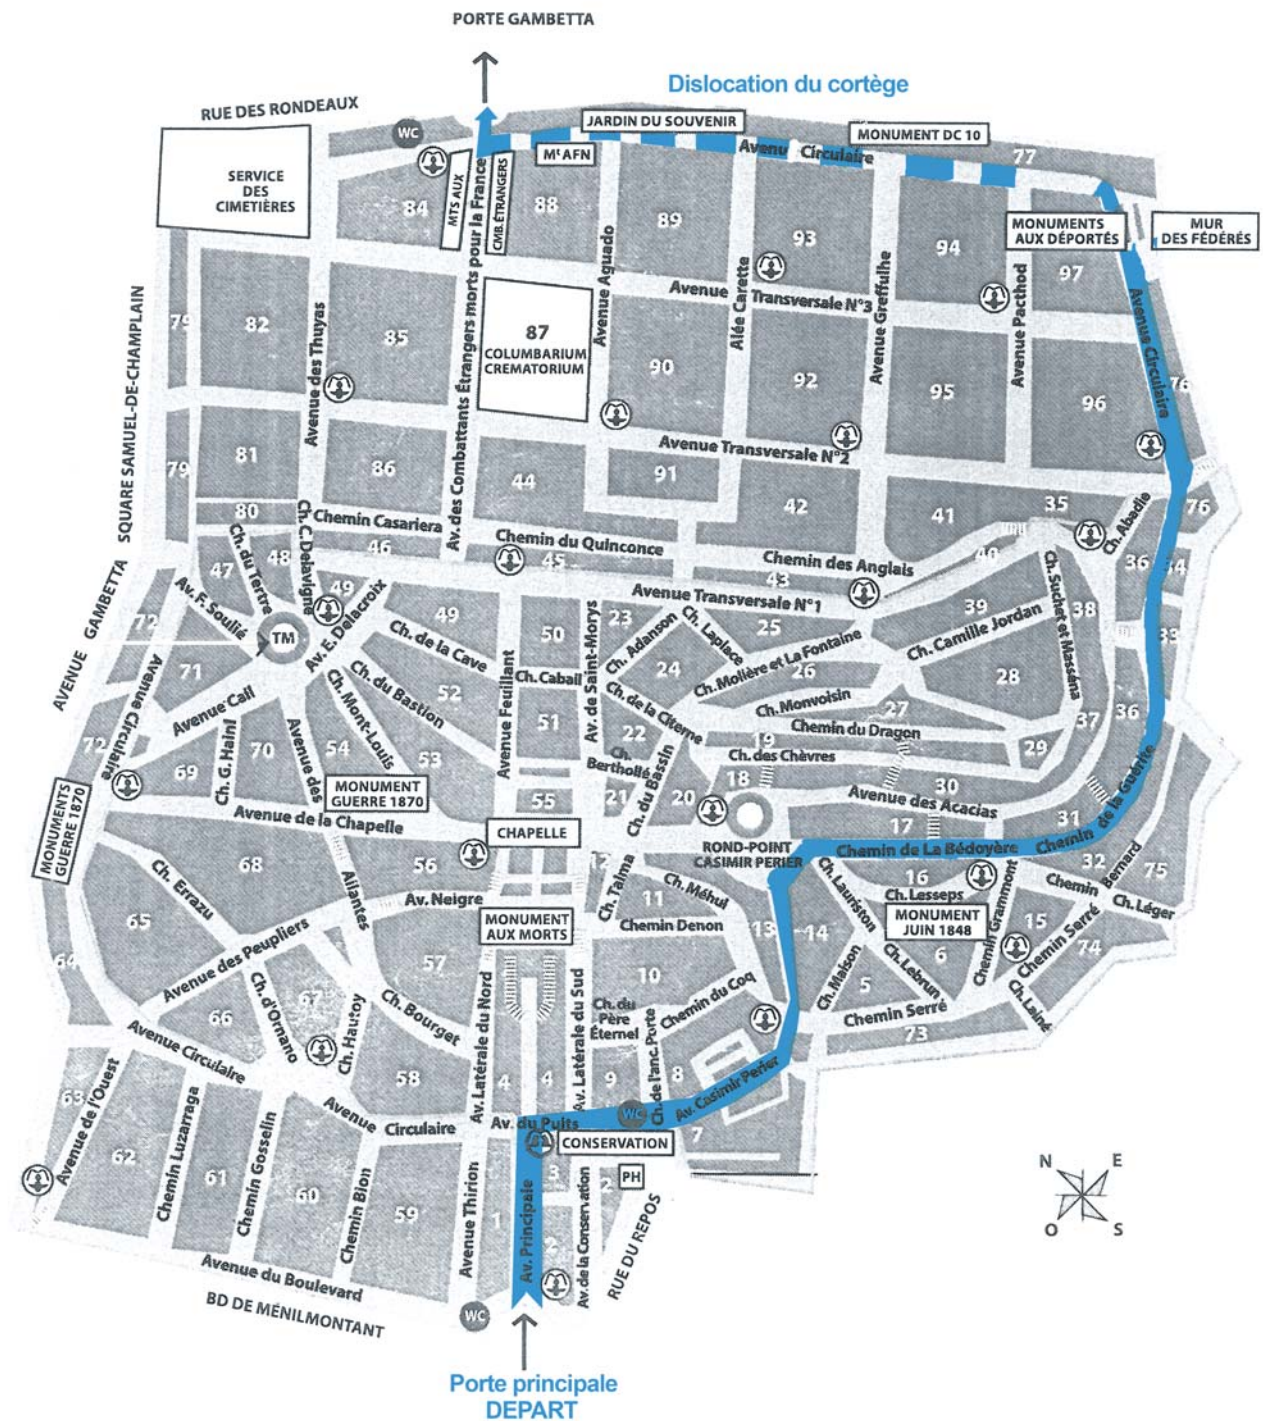 PORTE GAMBETTA
Dislocation du cortège
RUE DES RONDEAUX
WC
JARDIN DU SOUVENIR
MONUMENT DC 10
Mt AFN
Avenu Circulaire
77
SERVICE
DES
CIMETIÈRES
84
MTS AUX
CMB. ÉTRANGERS
88
89
93
94
MONUMENTS
AUX DÉPORTÉS
MUR
DES FÉDÉRÉS
97
SQUARE SAMUEL-DE-CHAMPLAIN
79
82
Avenue des Thuyas
85
Av. des Combattants Étrangers morts pour la France
87
COLUMBARIUM
CREMATORIUM
Avenue Aguado
Avenue Transversale N°3
Alée Carette
Avenue Greffulhe
Avenue Pacthod
Avenue Circulaire
90
92
95
96
76
79
81
86
44
Avenue Transversale N°2
91
42
41
35
76
80
Chemin Casariera
46
Chemin du Quinconce
45
Chemin des Anglais
43
40
Ch. Abadie
36
34
Ch. du Tertre
48
Ch. C. Delavigne
47
49
Av. F. Soulié
TM
Av. E. Delacroix
49
Avenue Transversale N°1
Ch. de la Cave
50
23
Ch. Adanson
Ch. Laplace
25
39
Ch. Camille Jordan
Ch. Suchet et Masséna
38
33
AVENUE GAMBETTA
72
Avenue Circulaire
71
Avenue Cail
Ch. du Bastion
52
Avenue Feuillant
Ch. Cabail
Av. de Saint-Morys
24
Ch. Molière et La Fontaine
26
28
Ch. Mont-Louis
51
Ch. de la Citerne
Ch. Monvoisin
27
37
36
72
69
Ch. G. Hainl
70
Avenue des
54
53
22
Ch. Bertholle
Ch. du Bassin
19
Chemin du Dragon
Ch. des Chèvres
29
MONUMENTS
GUERRE 1870
MONUMENT
GUERRE 1870
55
21
20
18
30
Avenue des Acacias
31
Avenue de la Chapelle
CHAPELLE
17
ROND-POINT
CASIMIR PERIER
Chemin de La Bédoyère
Chemin de la Guérite
68
56
12
Ch. Errazu
Ailantes
Av. Neigre
Ch. Talma
11
Ch. Méhul
Ch. Lauriston
16
Ch. Lesseps
32
Chemin Bernard
75
Ch. Léger
65
MONUMENT
AUX MORTS
Chemin Denon
13
14
MONUMENT
JUIN 1848
Chemin Grammont
15
Chemin Serré
74
64
Avenue des Peupliers
57
10
Ch. Maison
5
Ch. Lebrun
6
Ch. Lainé
Ch. d'Ornano
67
Ch. Hautoy
Ch. Bourget
Av. Latérale du Nord
Av. Latérale du Sud
Ch. du
Père
Éternel
Chemin du Coq
Chemin Serré
73
66
Avenue Circulaire
58
4
4
9
Ch. de l'anc. Porte
8
Av. Casimir Perier
63
Avenue de l'Ouest
Avenue Circulaire
Av. du Puits
WC
7
CONSERVATION
62
Chemin Luzarraga
61
Chemin Gosselin
60
Chemin Bion
59
Avenue Thirion
1
Av. Principale
3
2
Av. de la Conservation
2
PH
RUE DU REPOS
N
E
O
S
Avenue du Boulevard
BD DE MÉNILMONTANT
WC
Porte principale
DEPART